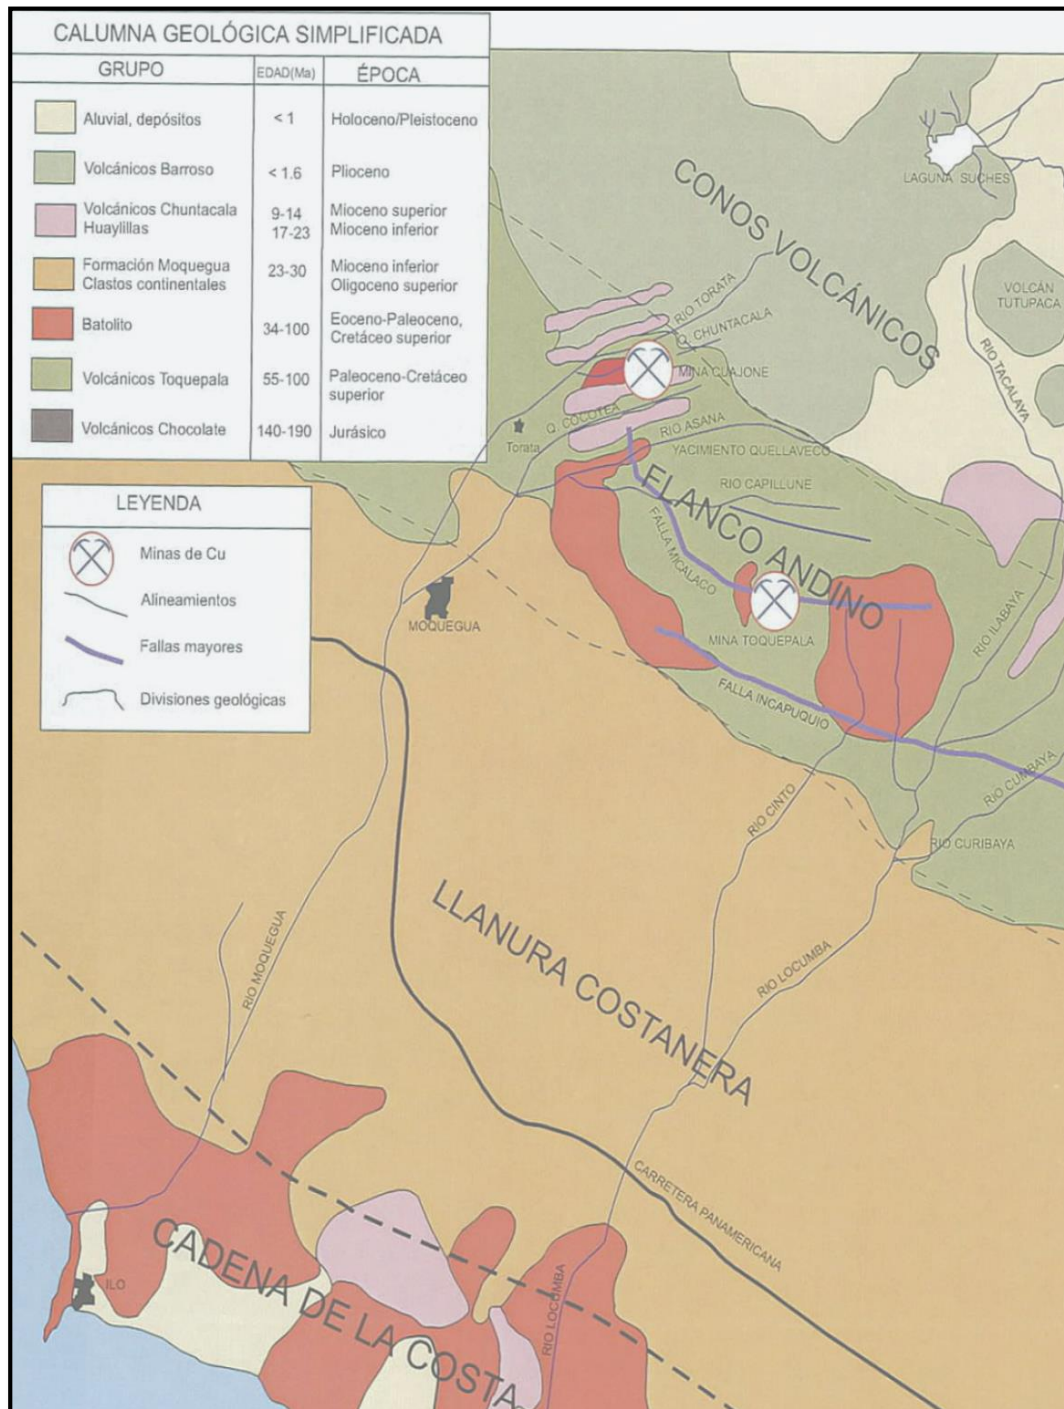 CALUMNA GEOLÓGICA SIMPLIFICADA
GRUPO EDAD(Ma) ÉPOCA
Aluvial, depósitos < 1 Holoceno/Pleistoceno
Volcánicos Barroso < 1.6 Plioceno
Volcánicos Chuntacala 9-14 Mioceno superior
Huaylillas 17-23 Mioceno inferior
Formación Moquegua 23-30 Mioceno inferior
Clastos continentales Oligoceno superior
Batolito 34-100 Eoceno-Paleoceno,
Cretáceo superior
Volcánicos Toquepala 55-100 Paleoceno-Cretáceo
superior
Volcánicos Chocolate 140-190 Jurásico
LEYENDA
Minas de Cu
Alineamientos
Fallas mayores
Divisiones geológicas
CONOS VOLCÁNICOS
LAGUNA SUCHES
VOLCÁN
TUTUPACA
RIO TACALAYA
RIO TORATA
Q. CHUNTACALA
MINA CUAJONE
Q. COCOTEA
Torata
RIO ASANA
YACIMIENTO QUELLAVECO
RIO CAPILLUNE
FLANCO ANDINO
FALLA MICALACO
MINA TOQUEPALA
MOQUEGUA
FALLA INCAPUQUIO
RIO ILABAYA
RIO CUMBAYA
RIO CINTO
RIO CURIBAYA
LLANURA COSTANERA
RIO MOQUEGUA
RIO LOCUMBA
CARRETERA PANAMERICANA
ILO
CADENA DE LA COSTA
RIO LOCUMBA